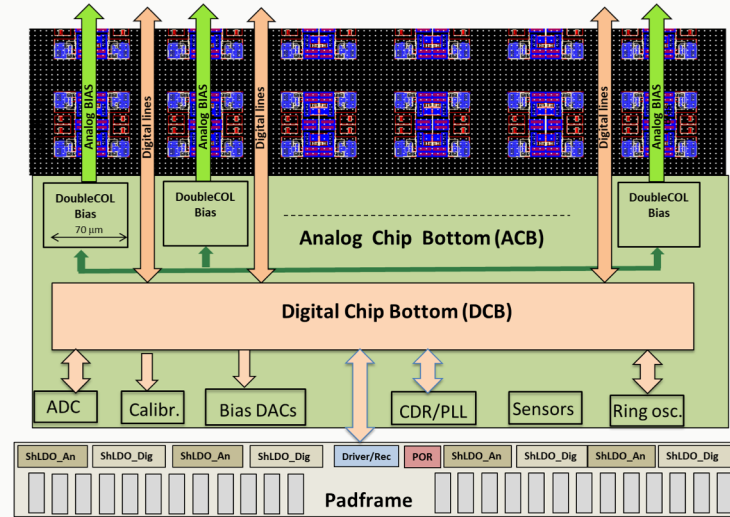 Analog BIAS
Digital lines
Analog BIAS
Digital lines
Digital lines
Analog BIAS
DoubleCOL
Bias
70 µm
DoubleCOL
Bias
DoubleCOL
Bias
Analog Chip Bottom (ACB)
Digital Chip Bottom (DCB)
ADC
Calibr.
Bias DACs
CDR/PLL
Sensors
Ring osc.
ShLDO_An
ShLDO_Dig
ShLDO_An
ShLDO_Dig
Driver/Rec
POR
ShLDO_An
ShLDO_Dig
ShLDO_An
ShLDO_Dig
Padframe